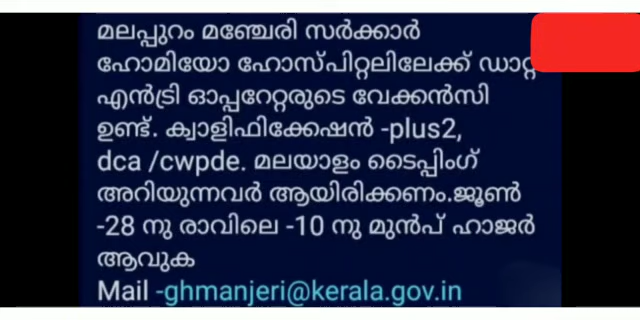 മലപ്പുറം മഞ്ചേരി സർക്കാർ
ഹോമിയോ ഹോസ്പിറ്റലിലേക്ക് ഡാറ്റ
എൻട്രി ഓപ്പറേറ്ററുടെ വേക്കൻസി
ഉണ്ട്. ക്വാളിഫിക്കേഷൻ -plus2,
dca /cwpde. മലയാളം ടൈപ്പിംഗ്
അറിയുന്നവർ ആയിരിക്കണം.ജൂൺ
-28 നു രാവിലെ -10 നു മുൻപ് ഹാജർ
ആവുക
Mail -ghmanjeri@kerala.gov.in